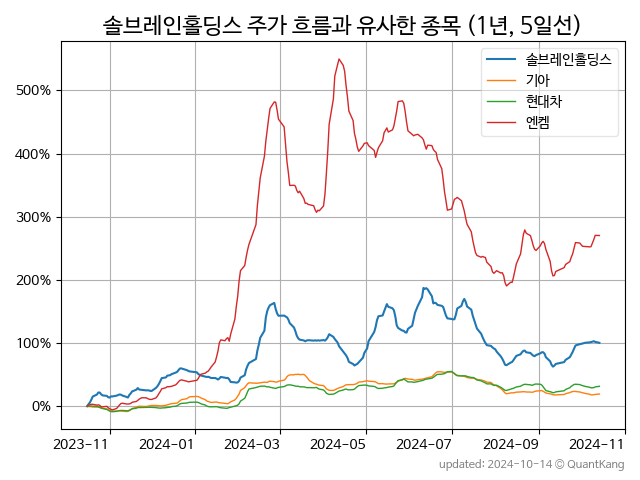 솔브레인홀딩스 주가 흐름과 유사한 종목 (1년, 5일선)
솔브레인홀딩스
기아
현대차
엔켐
500%
400%
300%
200%
100%
0%
2023-11 2024-01 2024-03 2024-05 2024-07 2024-09 2024-11
updated: 2024-10-14 © QuantKang